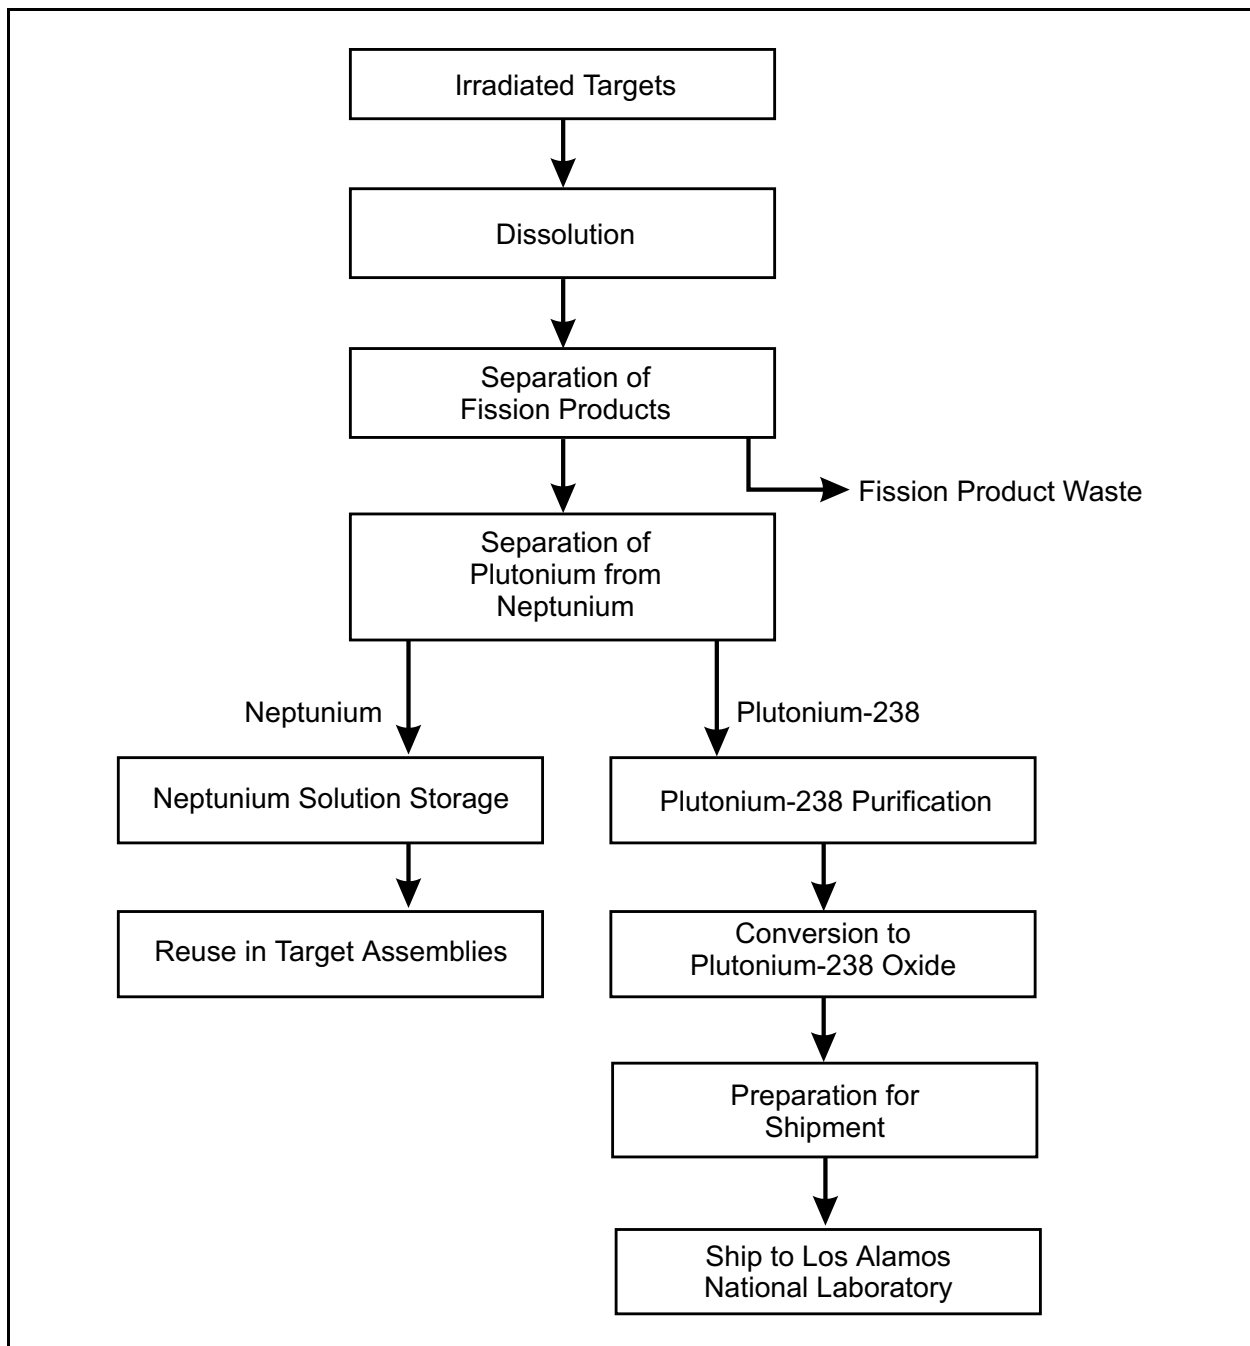 Irradiated Targets
Dissolution
Separation of
Fission Products
Fission Product Waste
Separation of
Plutonium from
Neptunium
Neptunium
Plutonium-238
Neptunium Solution Storage
Plutonium-238 Purification
Reuse in Target Assemblies
Conversion to
Plutonium-238 Oxide
Preparation for
Shipment
Ship to Los Alamos
National Laboratory